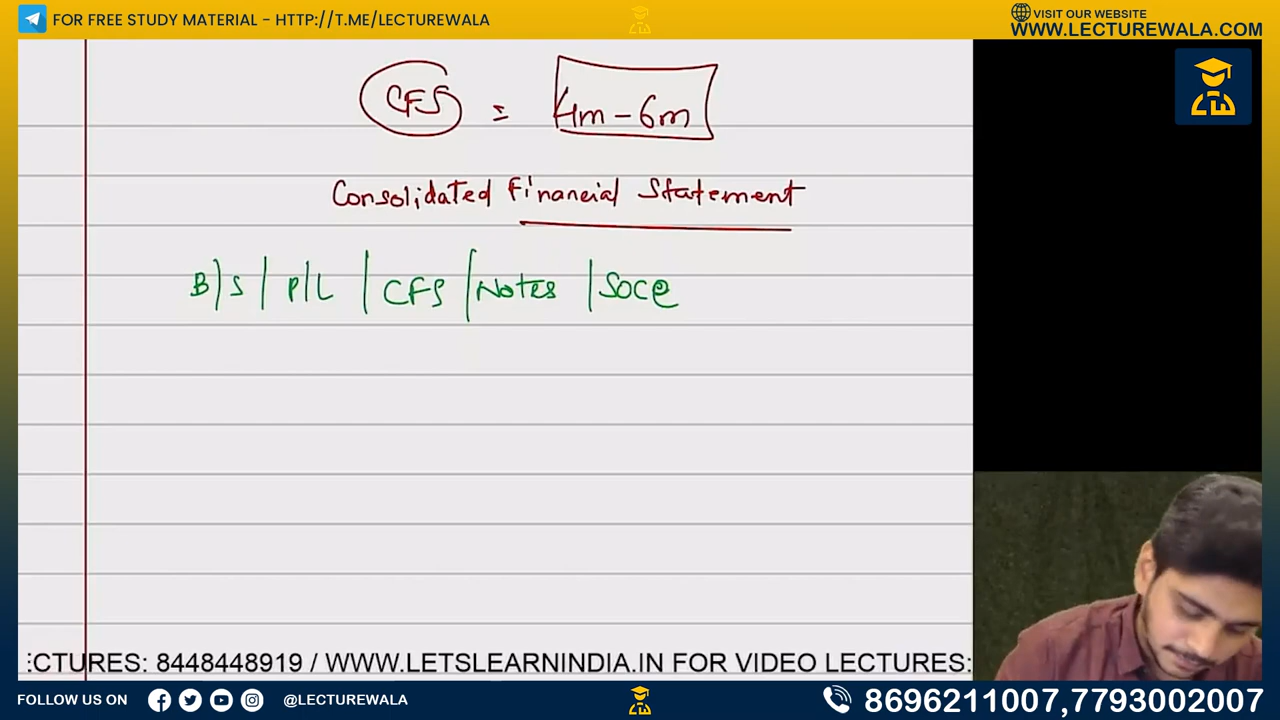 FOR FREE STUDY MATERIAL - HTTP://T.ME/LECTUREWALA
VISIT OUR WEBSITE
WWW.LECTUREWALA.COM
CFS = 4m - 6m
Consolidated Financial Statement
B/S | P/L | CFS | Notes | SOCE
ECTURES: 8448448919 / WWW.LETSLEARNINDIA.IN FOR VIDEO LECTURES:
FOLLOW US ON @LECTUREWALA 8696211007,7793002007